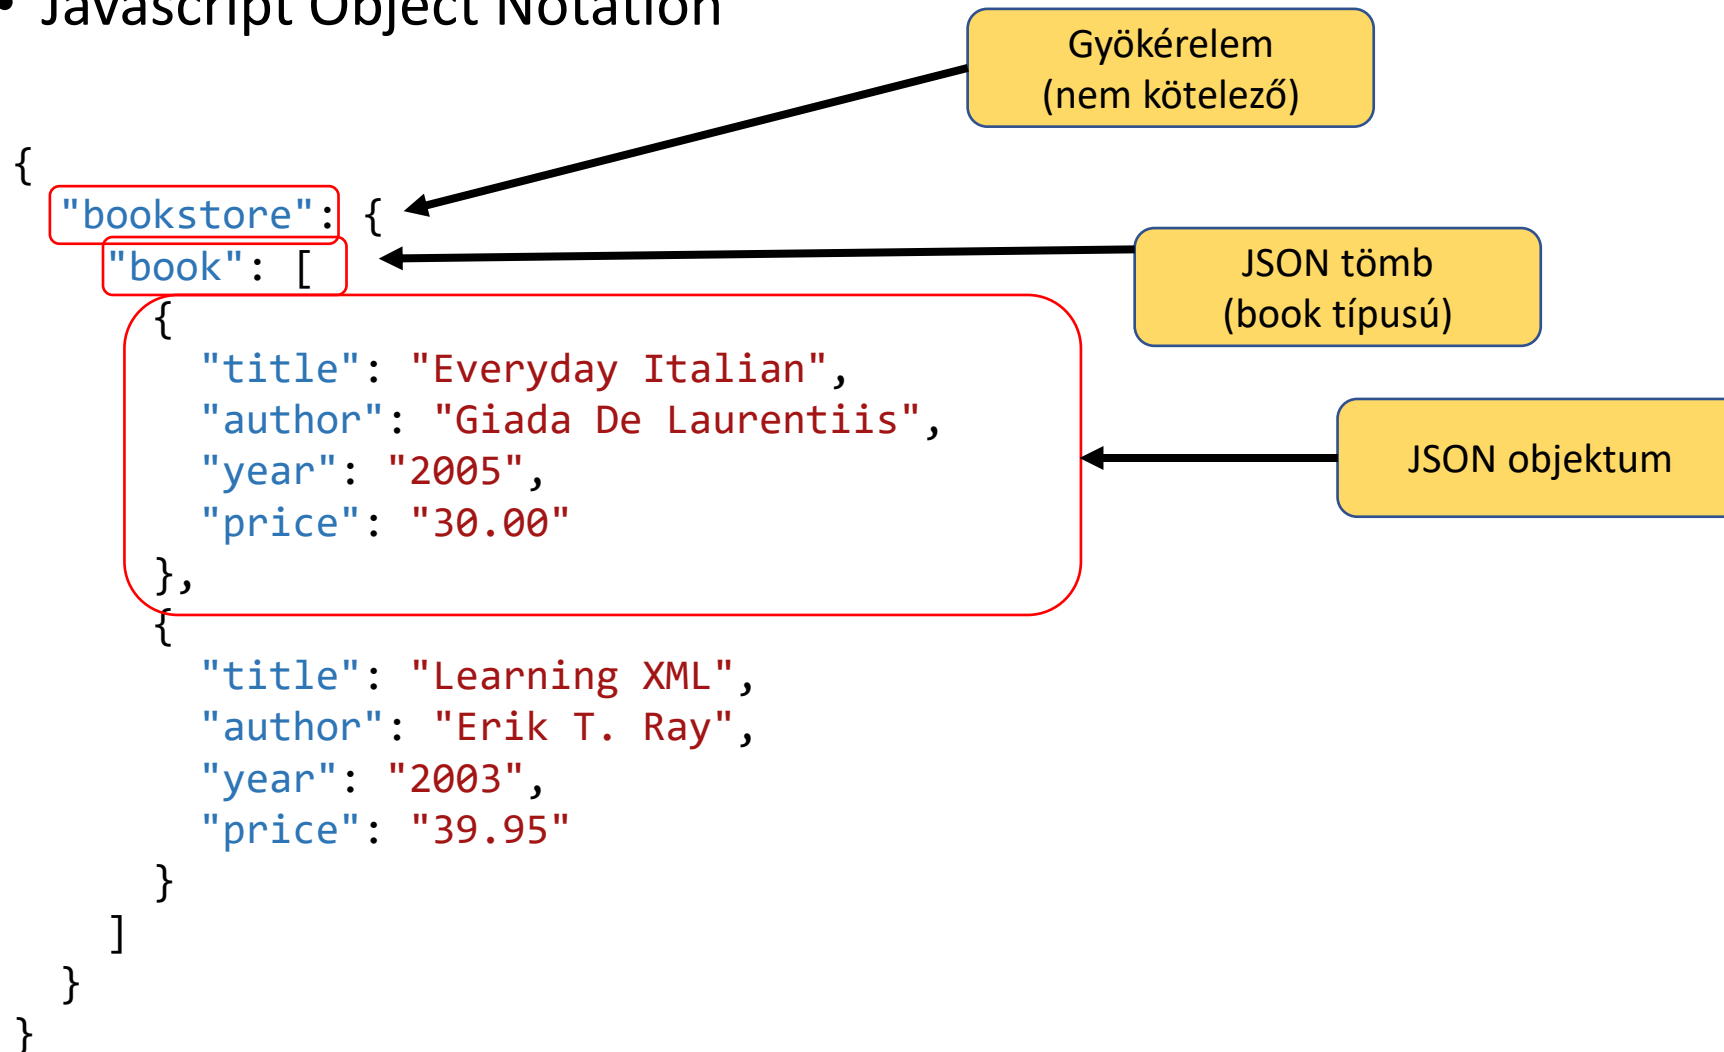 • Javascript Object Notation
Gyökérelem
(nem kötelező)
{
"bookstore": {
"book": [
JSON tömb
(book típusú)
{
"title": "Everyday Italian",
"author": "Giada De Laurentiis",
"year": "2005",
"price": "30.00"
},
JSON objektum
{
"title": "Learning XML",
"author": "Erik T. Ray",
"year": "2003",
"price": "39.95"
}
]
}
}